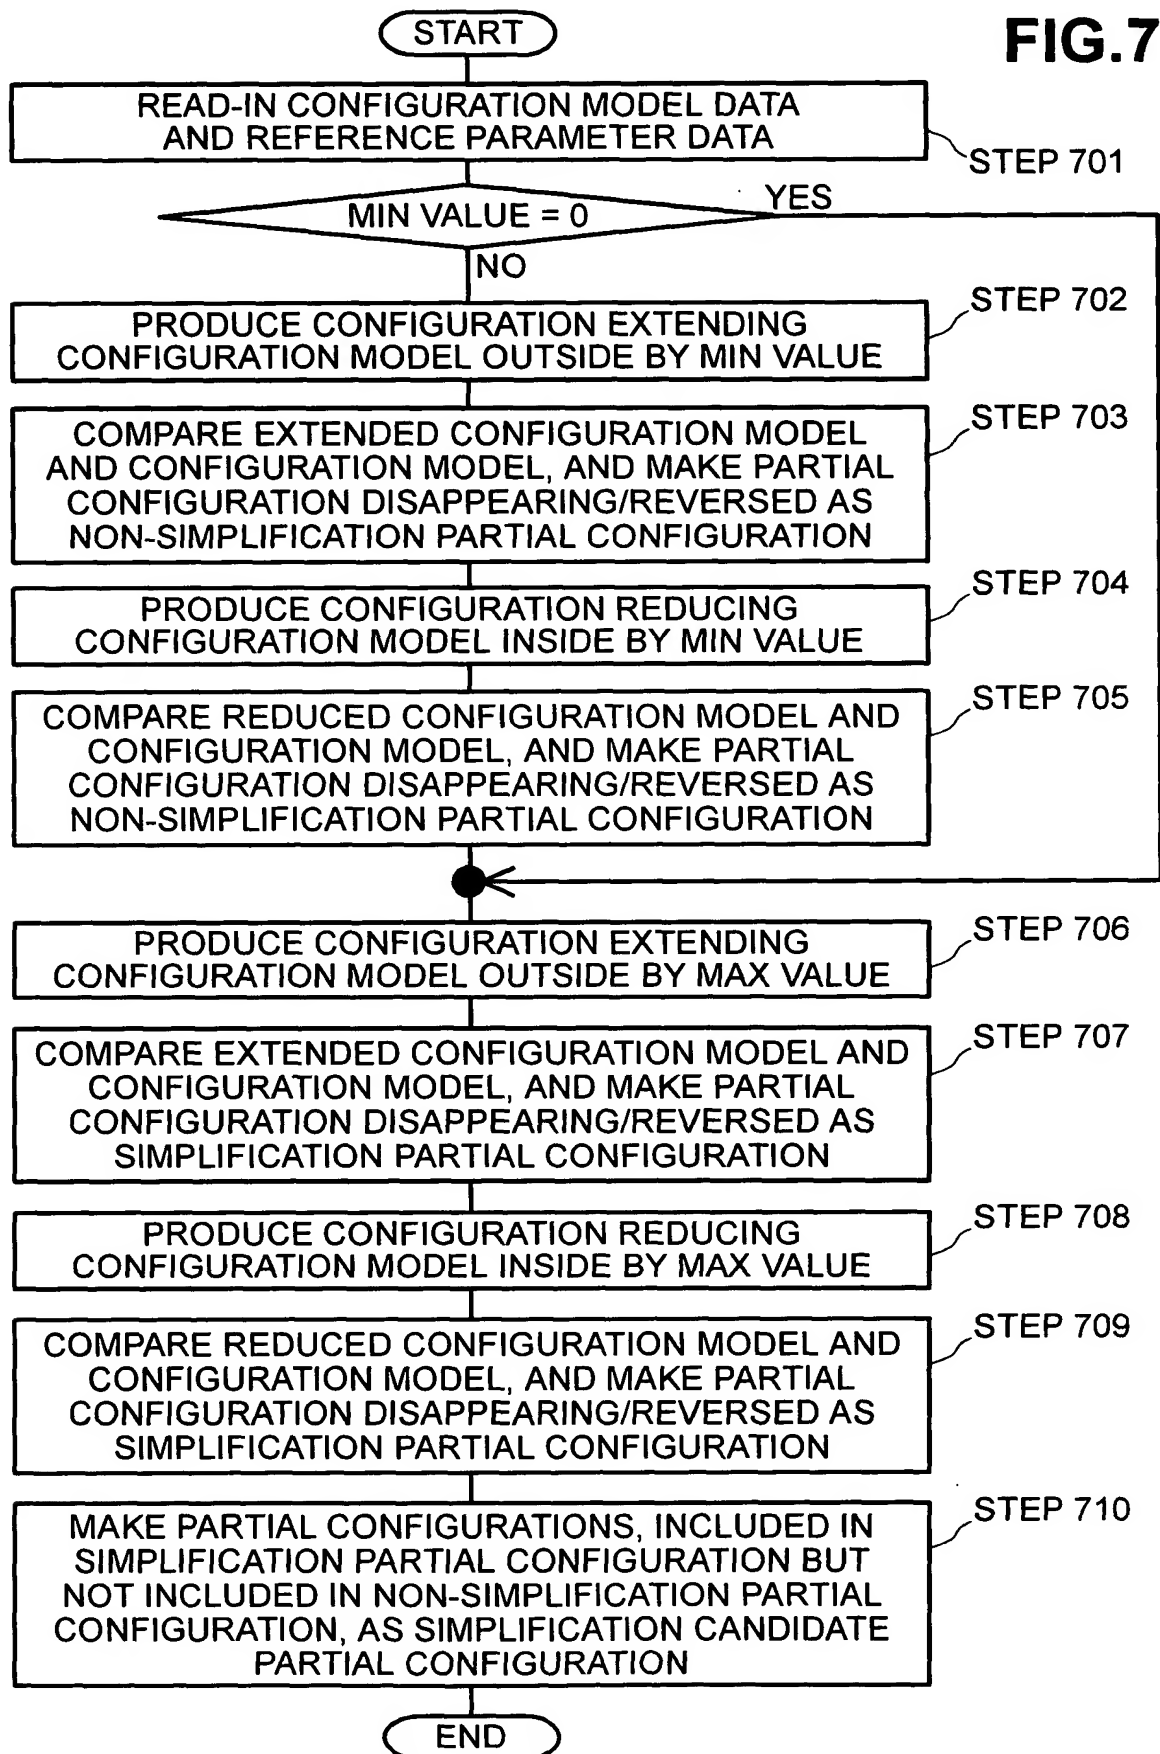 START
FIG.7
READ-IN CONFIGURATION MODEL DATA
AND REFERENCE PARAMETER DATA
STEP 701
MIN VALUE = 0
YES
NO
STEP 702
PRODUCE CONFIGURATION EXTENDING
CONFIGURATION MODEL OUTSIDE BY MIN VALUE
STEP 703
COMPARE EXTENDED CONFIGURATION MODEL
AND CONFIGURATION MODEL, AND MAKE PARTIAL
CONFIGURATION DISAPPEARING/REVERSED AS
NON-SIMPLIFICATION PARTIAL CONFIGURATION
STEP 704
PRODUCE CONFIGURATION REDUCING
CONFIGURATION MODEL INSIDE BY MIN VALUE
STEP 705
COMPARE REDUCED CONFIGURATION MODEL AND
CONFIGURATION MODEL, AND MAKE PARTIAL
CONFIGURATION DISAPPEARING/REVERSED AS
NON-SIMPLIFICATION PARTIAL CONFIGURATION
STEP 706
PRODUCE CONFIGURATION EXTENDING
CONFIGURATION MODEL OUTSIDE BY MAX VALUE
STEP 707
COMPARE EXTENDED CONFIGURATION MODEL AND
CONFIGURATION MODEL, AND MAKE PARTIAL
CONFIGURATION DISAPPEARING/REVERSED AS
SIMPLIFICATION PARTIAL CONFIGURATION
STEP 708
PRODUCE CONFIGURATION REDUCING
CONFIGURATION MODEL INSIDE BY MAX VALUE
STEP 709
COMPARE REDUCED CONFIGURATION MODEL AND
CONFIGURATION MODEL, AND MAKE PARTIAL
CONFIGURATION DISAPPEARING/REVERSED AS
SIMPLIFICATION PARTIAL CONFIGURATION
STEP 710
MAKE PARTIAL CONFIGURATIONS, INCLUDED IN
SIMPLIFICATION PARTIAL CONFIGURATION BUT
NOT INCLUDED IN NON-SIMPLIFICATION PARTIAL
CONFIGURATION, AS SIMPLIFICATION CANDIDATE
PARTIAL CONFIGURATION
END